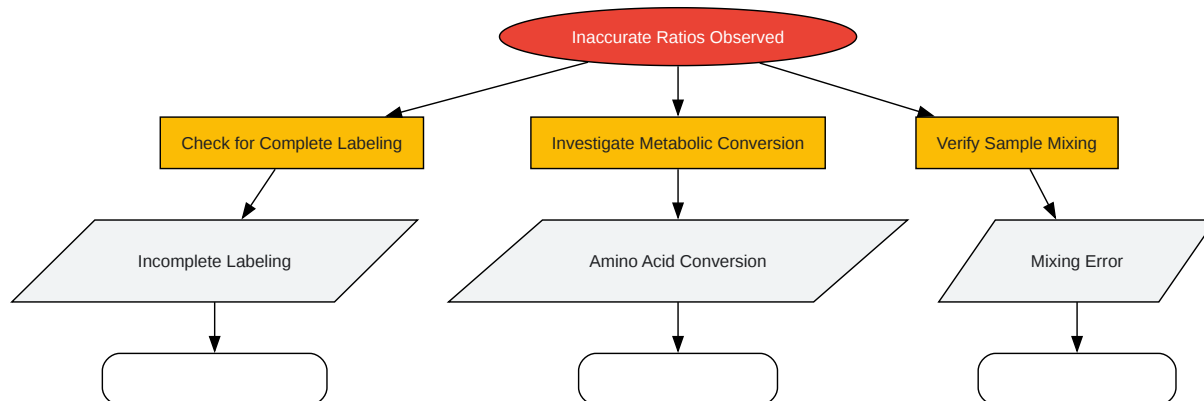 Inaccurate Ratios Observed
Check for Complete Labeling
Investigate Metabolic Conversion
Verify Sample Mixing
Incomplete Labeling
Amino Acid Conversion
Mixing Error